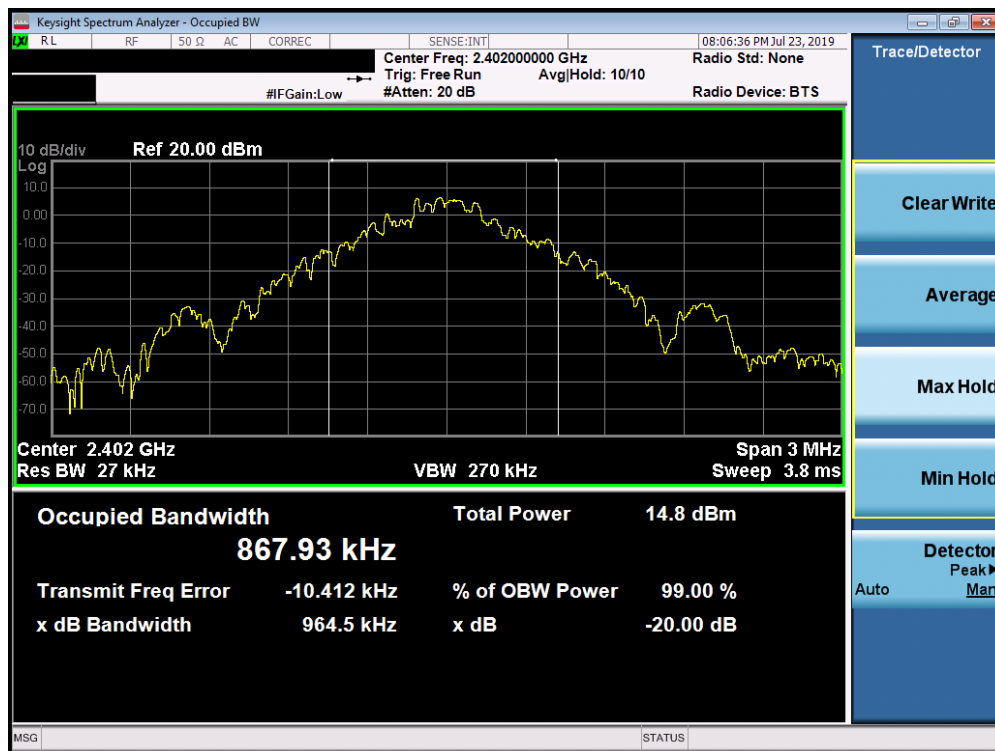 Keysight Spectrum Analyzer - Occupied BW
LXI RL RF 50 Ω AC CORREC SENSE:INT 08:06:36 PM Jul 23, 2019
Center Freq: 2.402000000 GHz Radio Std: None
Trig: Free Run Avg|Hold: 10/10
#IFGain:Low #Atten: 20 dB Radio Device: BTS
10 dB/div Ref 20.00 dBm
Log
10.0
0.00
-10.0
-20.0
-30.0
-40.0
-50.0
-60.0
-70.0
Center 2.402 GHz Span 3 MHz
Res BW 27 kHz VBW 270 kHz Sweep 3.8 ms
Occupied Bandwidth Total Power 14.8 dBm
867.93 kHz
Transmit Freq Error -10.412 kHz % of OBW Power 99.00 %
x dB Bandwidth 964.5 kHz x dB -20.00 dB
MSG STATUS
Trace/Detector
Clear Write
Average
Max Hold
Min Hold
Detector
Peak▶
Auto Man